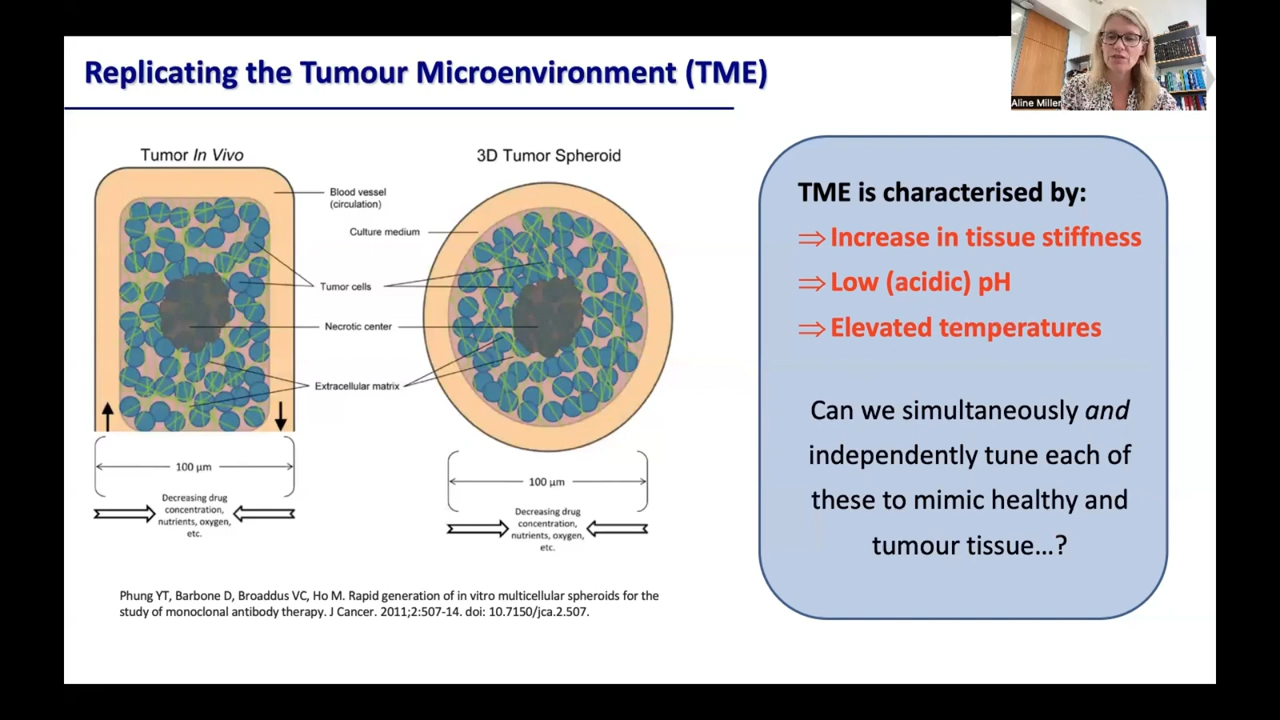 Replicating the Tumour Microenvironment (TME)
Aline Miller
Tumor In Vivo
3D Tumor Spheroid
Blood vessel
(circulation)
Culture medium
Tumor cells
Necrotic center
Extracellular matrix
100 µm
Decreasing drug
concentration,
nutrients, oxygen,
etc.
100 µm
Decreasing drug
concentration,
nutrients, oxygen,
etc.
Phung YT, Barbone D, Broaddus VC, Ho M. Rapid generation of in vitro multicellular spheroids for the
study of monoclonal antibody therapy. J Cancer. 2011;2:507-14. doi: 10.7150/jca.2.507.
TME is characterised by:
⇒ Increase in tissue stiffness
⇒ Low (acidic) pH
⇒ Elevated temperatures
Can we simultaneously and
independently tune each of
these to mimic healthy and
tumour tissue...?